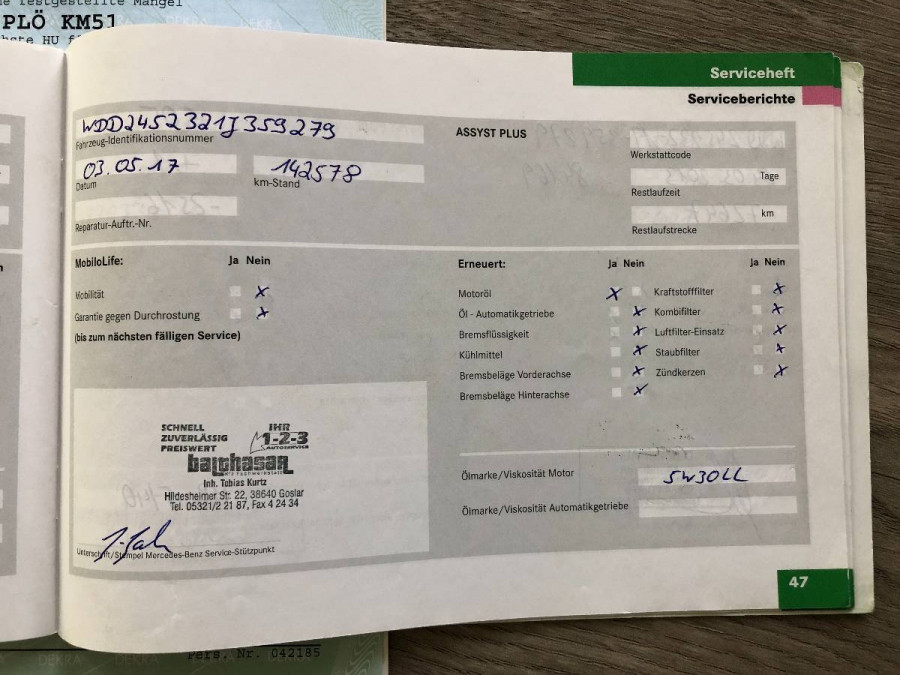 festgestellte Mängel
PLÖ KM51
HU
Serviceheft
Serviceberichte
WDD2452321J359279
Fahrzeug-Identifikationsnummer
ASSYST PLUS
Werkstattcode
03.05.17
142578
Datum
km-Stand
Tage
Restlaufzeit
km
Reparatur-Auftr.-Nr.
Restlaufstrecke
MobiloLife: Ja Nein
Erneuert: Ja Nein Ja Nein
Mobilität x
Motoröl x Kraftstofffilter x
Garantie gegen Durchrostung x
Öl - Automatikgetriebe x Kombifilter x
(bis zum nächsten fälligen Service)
Bremsflüssigkeit x Luftfilter-Einsatz x
Kühlmittel x Staubfilter x
Bremsbeläge Vorderachse x Zündkerzen x
Bremsbeläge Hinterachse x
SCHNELL
ZUVERLÄSSIG
PREISWERT
IHR
1-2-3
AUTOSERVICE
balthasar
Inh. Tobias Kurtz
Hildesheimer Str. 22, 38640 Goslar
Tel. 05321/2 21 87, Fax 4 24 34
Unterschrift/Stempel Mercedes-Benz Service-Stützpunkt
Ölmarke/Viskosität Motor 5W30LL
Ölmarke/Viskosität Automatikgetriebe
47
DEKRA DEKRA
Pers. Nr. 042185